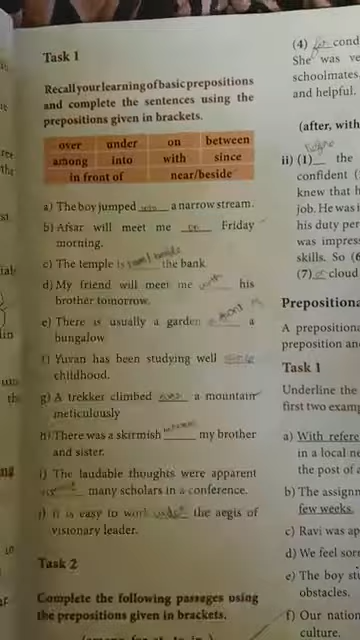 Task 1
Recall your learning of basic prepositions
and complete the sentences using the
prepositions given in brackets.
over under on between
among into with since
in front of near/beside
a) The boy jumped a narrow stream.
b) Afsar will meet me on Friday
morning.
c) The temple is near/beside the bank.
d) My friend will meet me with his
brother tomorrow.
e) There is usually a garden a
bungalow
f) Yuvan has been studying well since
childhood.
g) A trekker climbed over a mountain
meticulously
h) There was a skirmish my brother
and sister.
i) The laudable thoughts were apparent
many scholars in a conference.
j) It is easy to work under the aegis of
visionary leader.
Task 2
Complete the following passages using
the prepositions given in brackets.
(4) for cond
She was ve
schoolmates.
and helpful.
(after, with
ii) (1) before the
confident (
knew that h
job. He was i
his duty per
was impress
skills. So (6
(7) cloud
Prepositiona
A prepositiona
preposition an
Task 1
Underline the
first two examp
a) With refere
in a local ne
the post of a
b) The assignm
few weeks.
c) Ravi was ap
d) We feel sorr
e) The boy st
obstacles.
f) Our nation
culture.